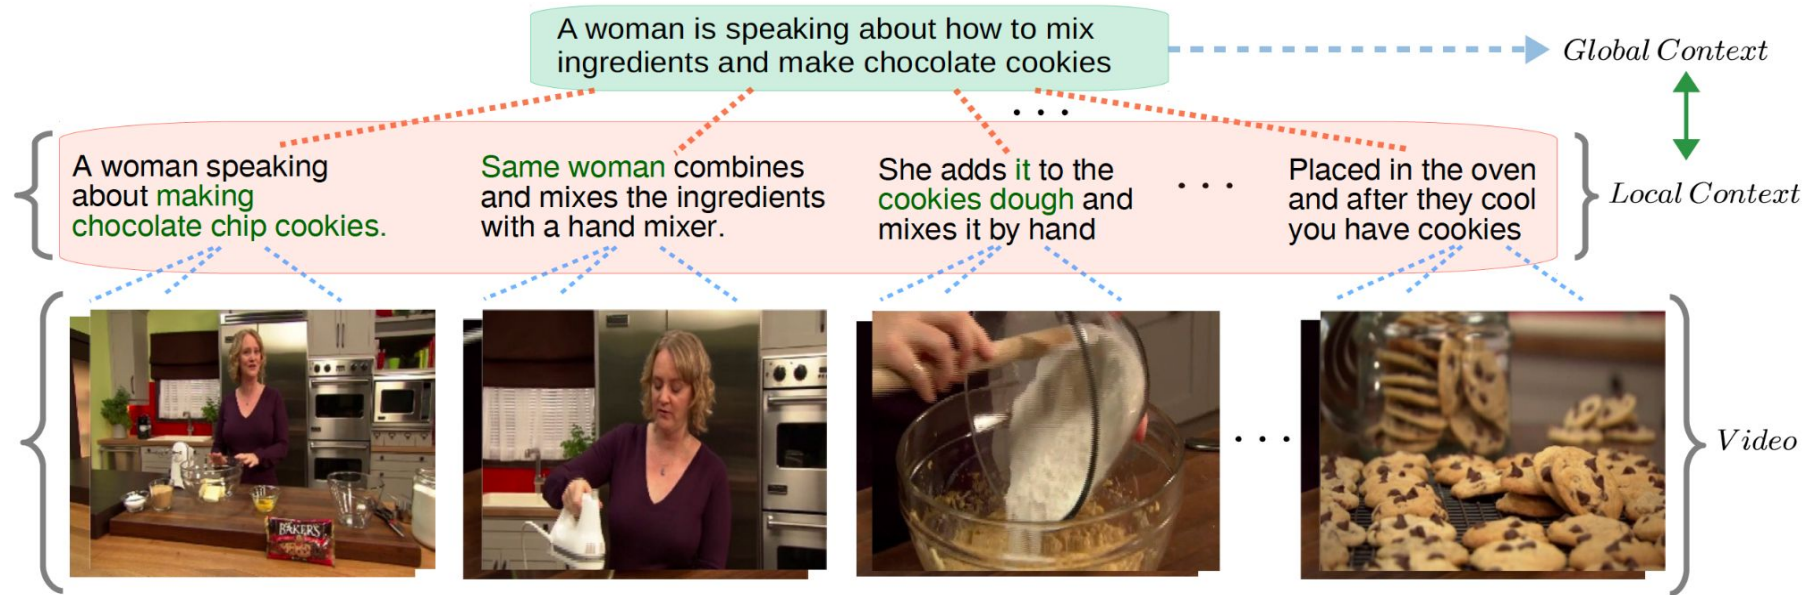 A woman is speaking about how to mix
ingredients and make chocolate cookies
Global Context
. . .
A woman speaking
about making
chocolate chip cookies.
Same woman combines
and mixes the ingredients
with a hand mixer.
She adds it to the
cookies dough and
mixes it by hand
. . .
Placed in the oven
and after they cool
you have cookies
Local Context
BAKER'S
. . .
Video